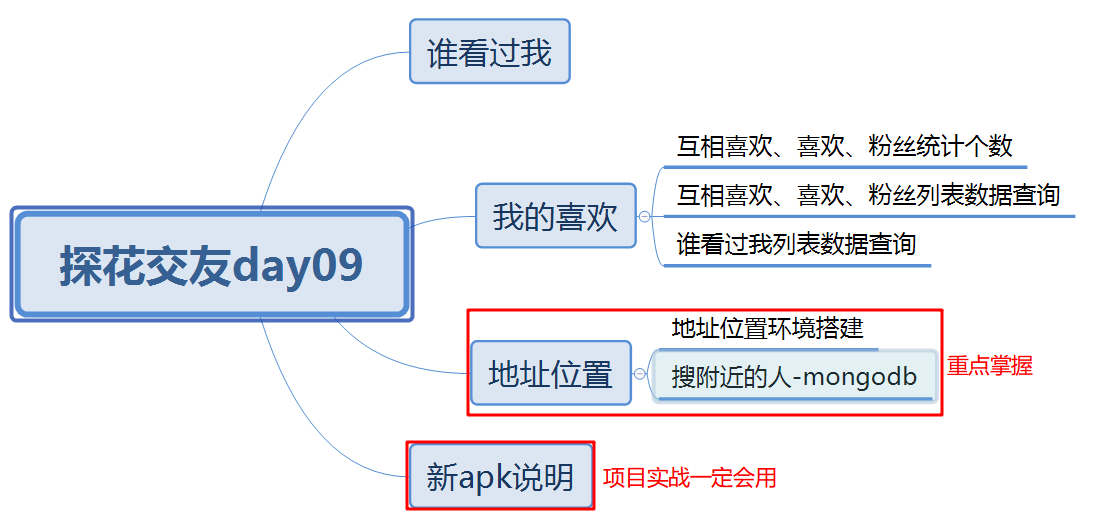 探花交友day09
谁看过我
我的喜欢
互相喜欢、喜欢、粉丝统计个数
互相喜欢、喜欢、粉丝列表数据查询
谁看过我列表数据查询
地址位置
地址位置环境搭建
搜附近的人-mongodb
重点掌握
新apk说明
项目实战一定会用